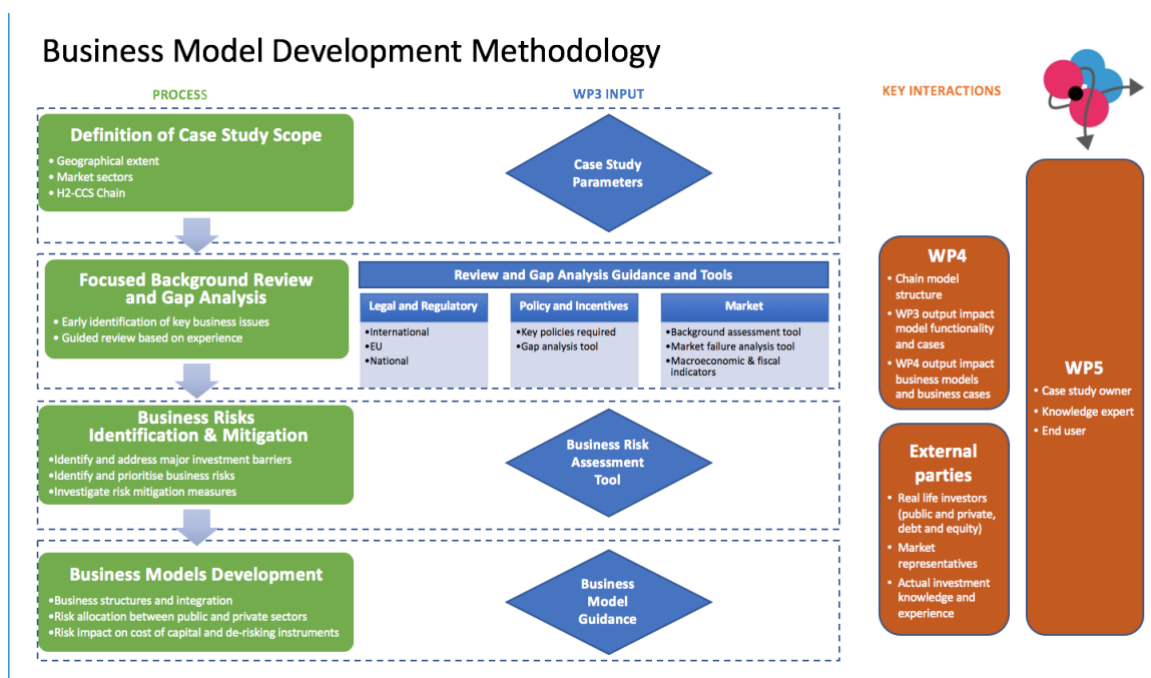 Business Model Development Methodology
PROCESS
WP3 INPUT
KEY INTERACTIONS
Definition of Case Study Scope
• Geographical extent
• Market sectors
• H2-CCS Chain
Case Study
Parameters
Focused Background Review
and Gap Analysis
• Early identification of key business issues
• Guided review based on experience
Review and Gap Analysis Guidance and Tools
Legal and Regulatory
•International
•EU
•National
Policy and Incentives
•Key policies required
•Gap analysis tool
Market
•Background assessment tool
•Market failure analysis tool
•Macroeconomic & fiscal
indicators
Business Risks
Identification & Mitigation
•Identify and address major investment barriers
•Identify and prioritise business risks
•Investigate risk mitigation measures
Business Risk
Assessment
Tool
Business Models Development
•Business structures and integration
•Risk allocation between public and private sectors
•Risk impact on cost of capital and de-risking instruments
Business
Model
Guidance
WP4
• Chain model
structure
• WP3 output impact
model functionality
and cases
• WP4 output impact
business models
and business cases
External
parties
• Real life investors
(public and private,
debt and equity)
• Market
representatives
• Actual investment
knowledge and
experience
WP5
• Case study owner
• Knowledge expert
• End user